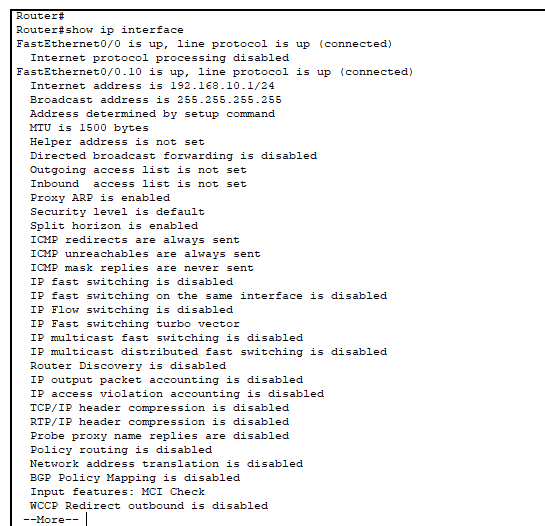 Router#
Router#show ip interface
FastEthernet0/0 is up, line protocol is up (connected)
Internet protocol processing disabled
FastEthernet0/0.10 is up, line protocol is up (connected)
Internet address is 192.168.10.1/24
Broadcast address is 255.255.255.255
Address determined by setup command
MTU is 1500 bytes
Helper address is not set
Directed broadcast forwarding is disabled
Outgoing access list is not set
Inbound  access list is not set
Proxy ARP is enabled
Security level is default
Split horizon is enabled
ICMP redirects are always sent
ICMP unreachables are always sent
ICMP mask replies are never sent
IP fast switching is disabled
IP fast switching on the same interface is disabled
IP Flow switching is disabled
IP Fast switching turbo vector
IP multicast fast switching is disabled
IP multicast distributed fast switching is disabled
Router Discovery is disabled
IP output packet accounting is disabled
IP access violation accounting is disabled
TCP/IP header compression is disabled
RTP/IP header compression is disabled
Probe proxy name replies are disabled
Policy routing is disabled
Network address translation is disabled
BGP Policy Mapping is disabled
Input features: MCI Check
WCCP Redirect outbound is disabled
--More--